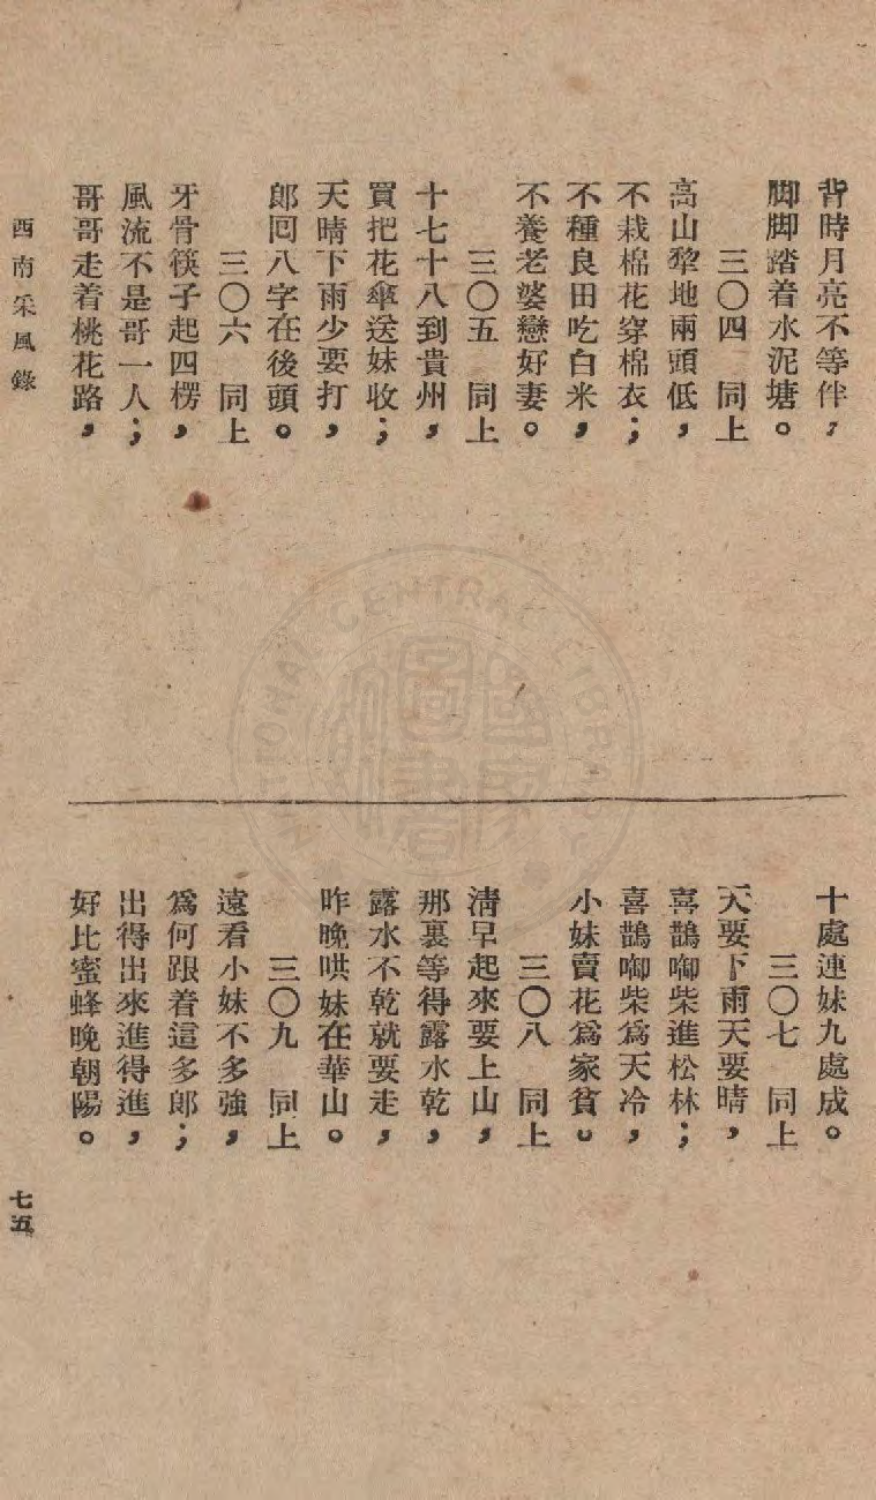 背時月亮不等伴，
脚脚踏着水泥塘。
三〇四　同上
高山犂地兩頭低，
不栽棉花穿棉衣；
不種良田吃白米，
不養老婆戀好妻。
三〇五　同上
十七十八到貴州，
買把花傘送妹收；
天晴下雨少要打，
郎囘八字在後頭。
三〇六　同上
牙骨筷子起四楞，
風流不是哥一人；
哥哥走着桃花路，
十處連妹九處成。
三〇七　同上
天要下雨天要晴，
喜鵲啣柴進松林；
喜鵲啣柴爲天冷，
小妹賣花爲家貧。
三〇八　同上
清早起來要上山，
那裏等得露水乾，
露水不乾就要走，
昨晚哄妹在華山。
三〇九　同上
遠看小妹不多強，
爲何跟着這多郎；
出得出來進得進，
好比蜜蜂晚朝陽。
西南采風錄
七五